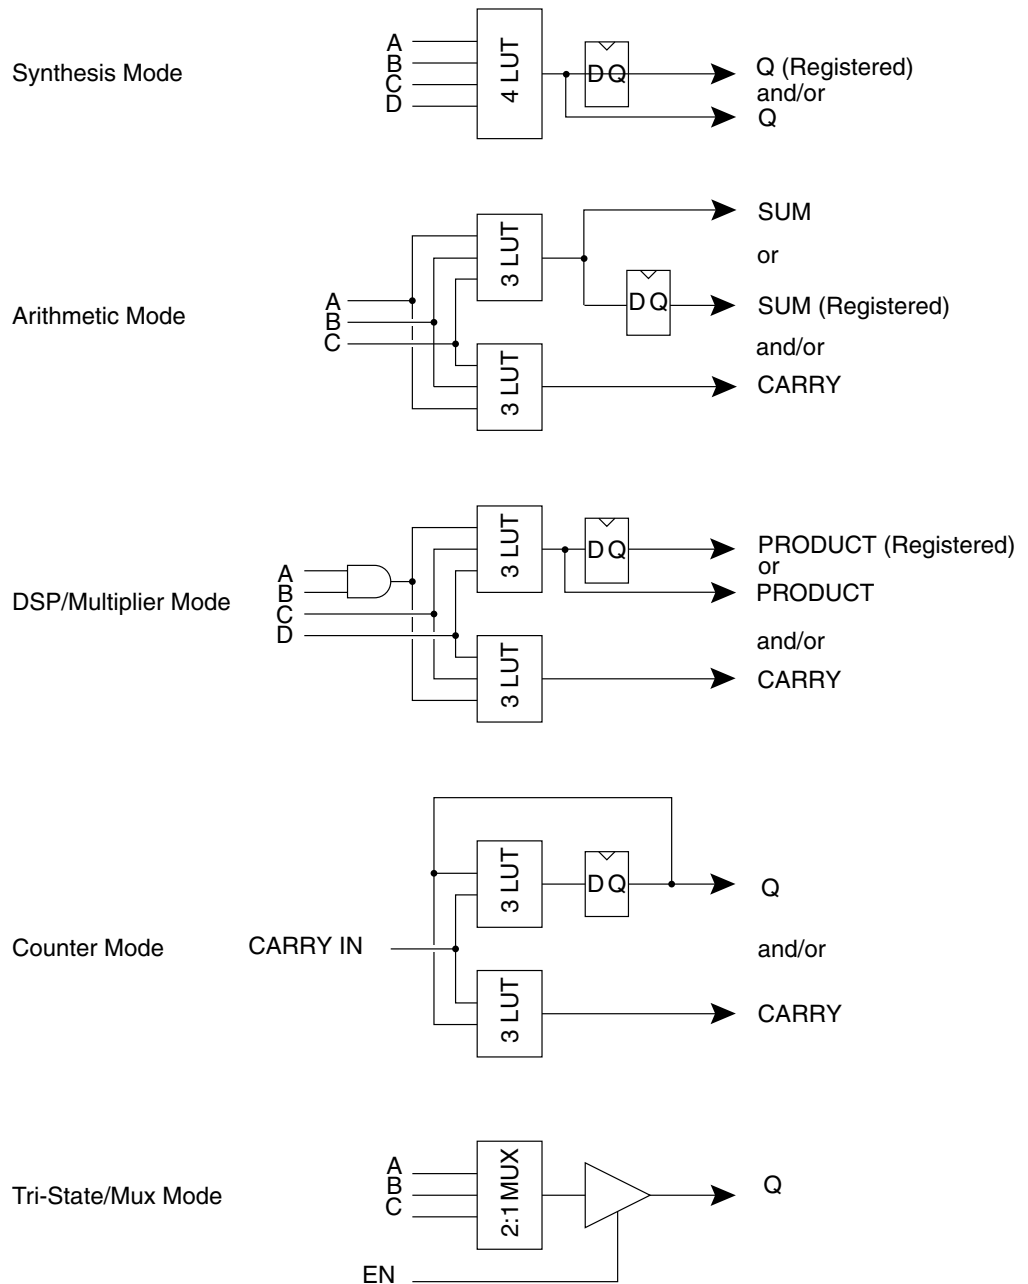 Synthesis Mode
A
B
C
D
4 LUT
D Q
Q (Registered)
and/or
Q
Arithmetic Mode
A
B
C
3 LUT
3 LUT
D Q
SUM
or
SUM (Registered)
and/or
CARRY
DSP/Multiplier Mode
A
B
C
D
3 LUT
3 LUT
D Q
PRODUCT (Registered)
or
PRODUCT
and/or
CARRY
Counter Mode
CARRY IN
3 LUT
3 LUT
D Q
Q
and/or
CARRY
Tri-State/Mux Mode
A
B
C
EN
2:1 MUX
Q